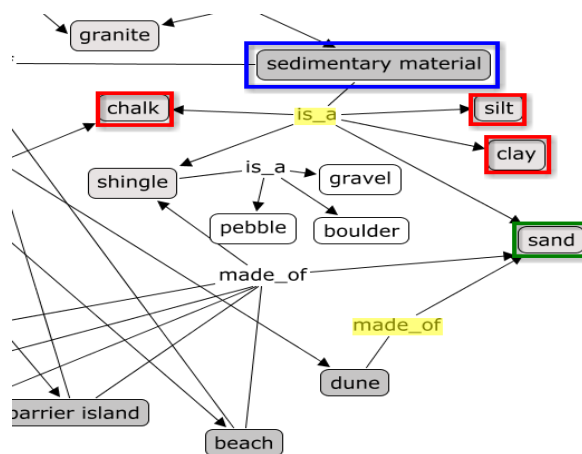 granite
sedimentary material
chalk
is_a
silt
clay
shingle
is_a
gravel
pebble
boulder
sand
made_of
made_of
dune
barrier island
beach